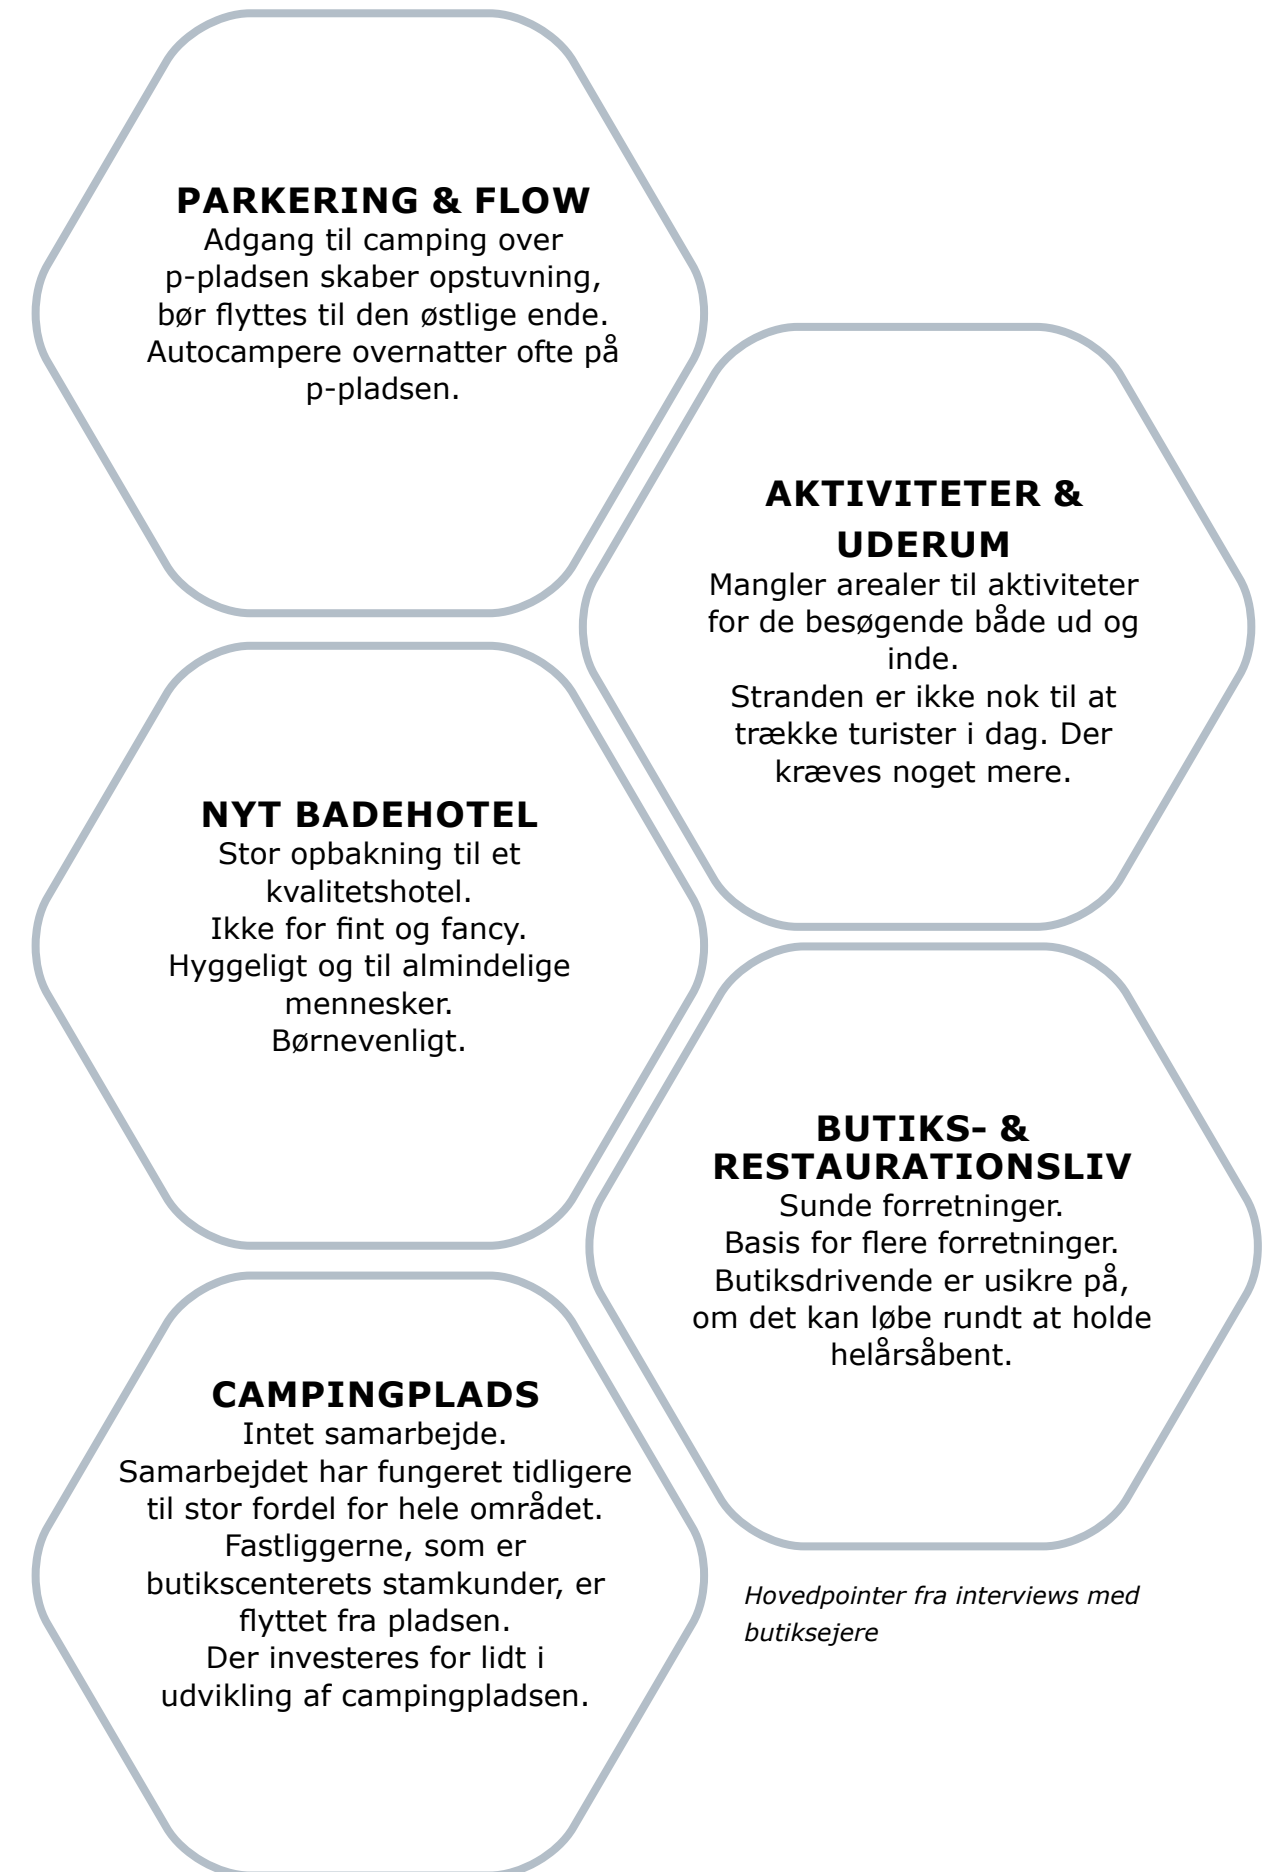 PARKERING & FLOW
Adgang til camping over
p-pladsen skaber opstuvning,
bør flyttes til den østlige ende.
Autocampere overnatter ofte på
p-pladsen.
AKTIVITETER &
UDERUM
Mangler arealer til aktiviteter
for de besøgende både ud og
inde.
Stranden er ikke nok til at
trække turister i dag. Der
kræves noget mere.
NYT BADEHOTEL
Stor opbakning til et
kvalitetshotel.
Ikke for fint og fancy.
Hyggeligt og til almindelige
mennesker.
Børnevenligt.
BUTIKS- &
RESTAURATIONSLIV
Sunde forretninger.
Basis for flere forretninger.
Butiksdrivende er usikre på,
om det kan løbe rundt at holde
helårsåbent.
CAMPINGPLADS
Intet samarbejde.
Samarbejdet har fungeret tidligere
til stor fordel for hele området.
Fastliggerne, som er
butikscenterets stamkunder, er
flyttet fra pladsen.
Der investeres for lidt i
udvikling af campingpladsen.
Hovedpointer fra interviews med
butiksejere